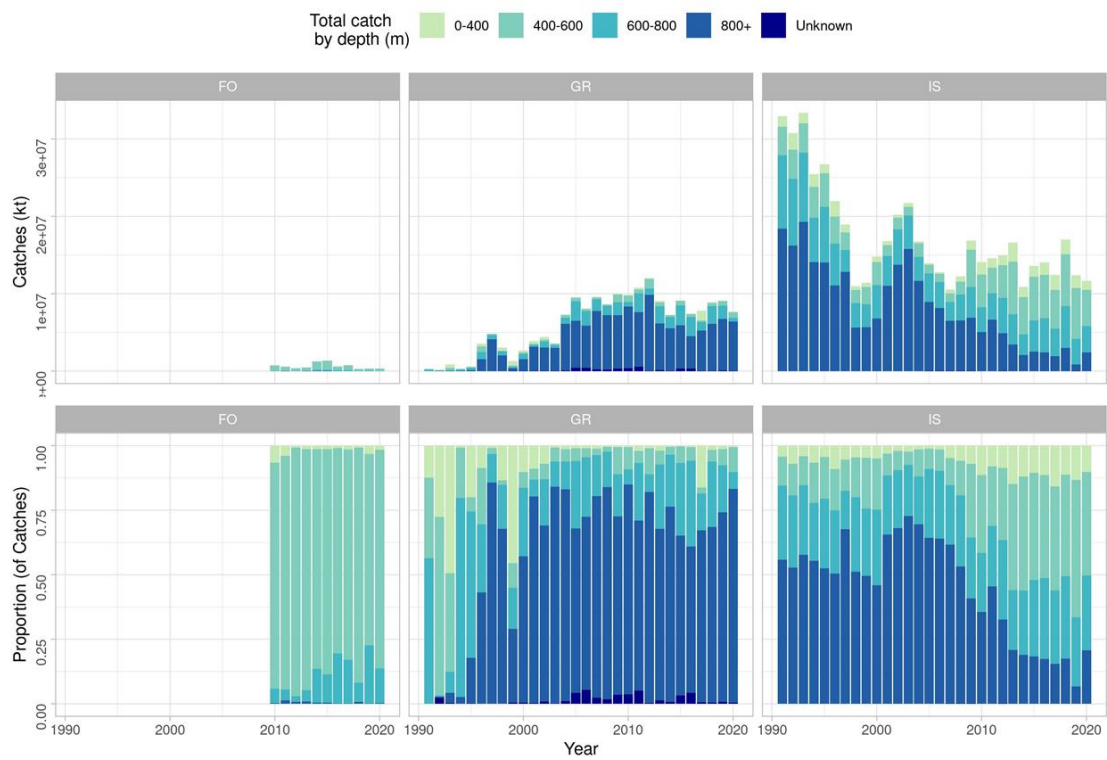 Total catch
by depth (m)
0-400
400-600
600-800
800+
Unknown
FO
GR
IS
Catches (kt)
3e+07
2e+07
1e+07
e+00
FO
GR
IS
Proportion (of Catches)
1.00
0.75
0.50
0.25
0.00
1990
2000
2010
2020
1990
2000
2010
2020
1990
2000
2010
2020
Year